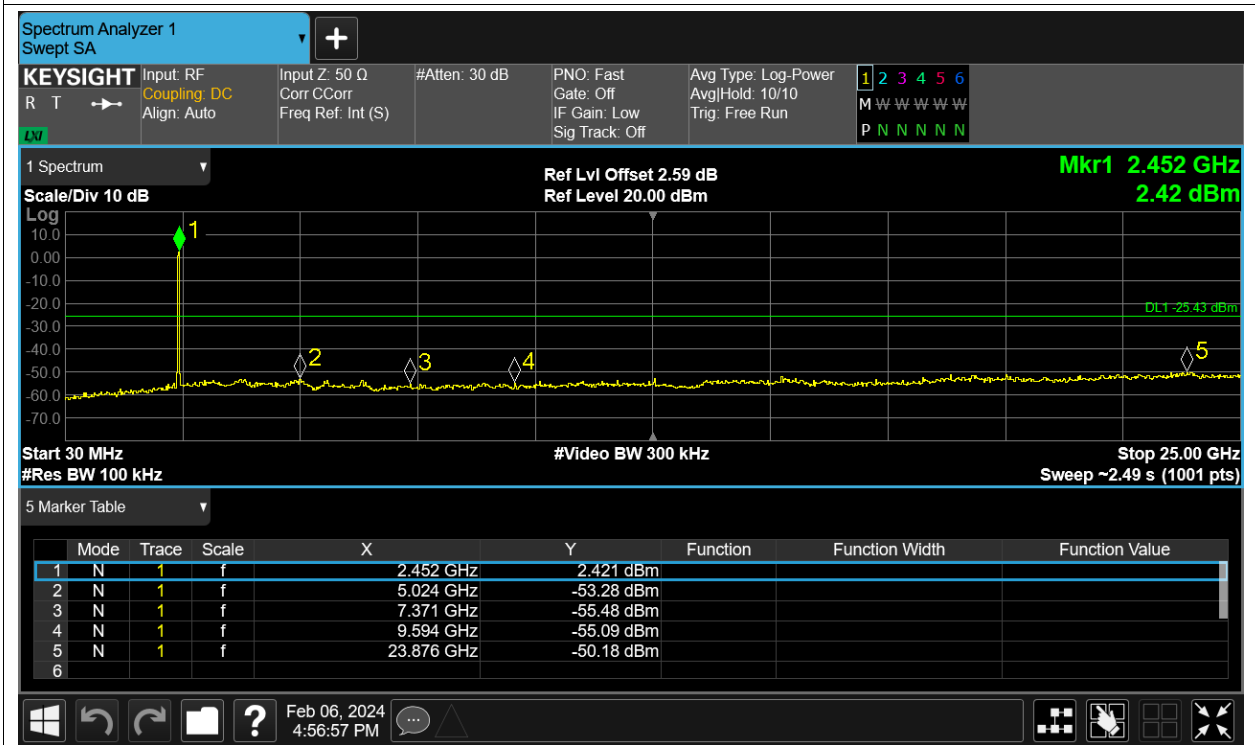 Spectrum Analyzer 1
Swept SA
KEYSIGHT Input: RF Input Z: 50 Ω #Atten: 30 dB PNO: Fast Avg Type: Log-Power 1 2 3 4 5 6
R T Coupling: DC Corr CCorr Gate: Off Avg|Hold: 10/10 M W W W W W
Align: Auto Freq Ref: Int (S) IF Gain: Low Trig: Free Run
LXI Sig Track: Off P N N N N N
1 Spectrum Ref Lvl Offset 2.59 dB Mkr1 2.452 GHz
Scale/Div 10 dB Ref Level 20.00 dBm 2.42 dBm
Log
10.0 1
0.00
-10.0
-20.0 DL1 -25.43 dBm
-30.0
-40.0 2 3 4 5
-50.0
-60.0
-70.0
Start 30 MHz #Video BW 300 kHz Stop 25.00 GHz
#Res BW 100 kHz Sweep ~2.49 s (1001 pts)
5 Marker Table
Mode Trace Scale X Y Function Function Width Function Value
1 N 1 f 2.452 GHz 2.421 dBm
2 N 1 f 5.024 GHz -53.28 dBm
3 N 1 f 7.371 GHz -55.48 dBm
4 N 1 f 9.594 GHz -55.09 dBm
5 N 1 f 23.876 GHz -50.18 dBm
6
? Feb 06, 2024
4:56:57 PM